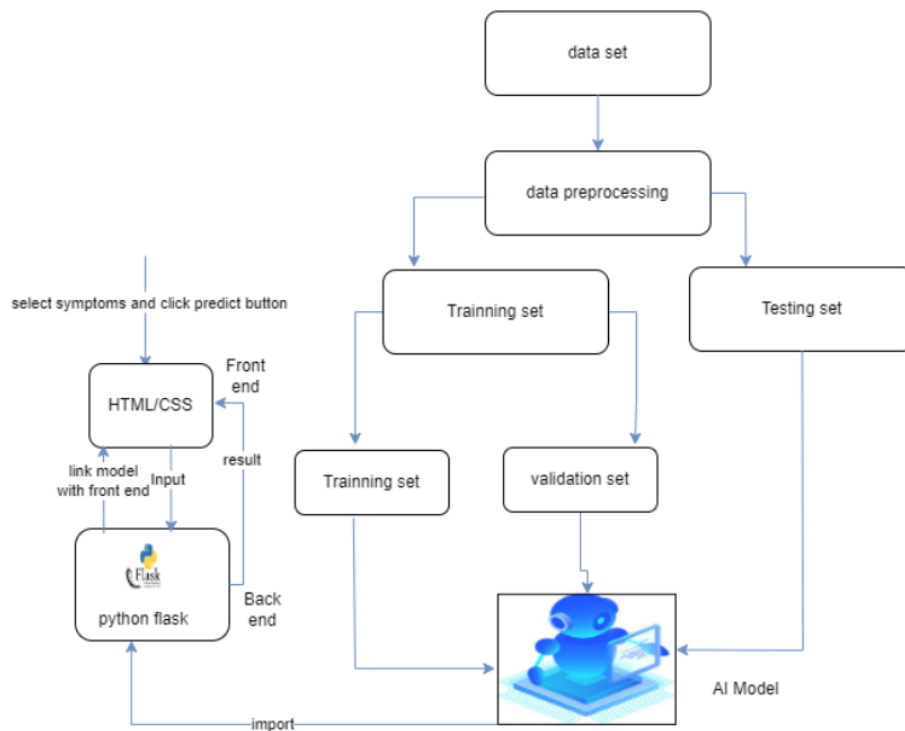 data set
data preprocessing
Trainning set
Testing set
select symptoms and click predict button
Front
end
HTML/CSS
link model
with front end
Input
result
Trainning set
validation set
Flask
python flask
Back
end
AI Model
import